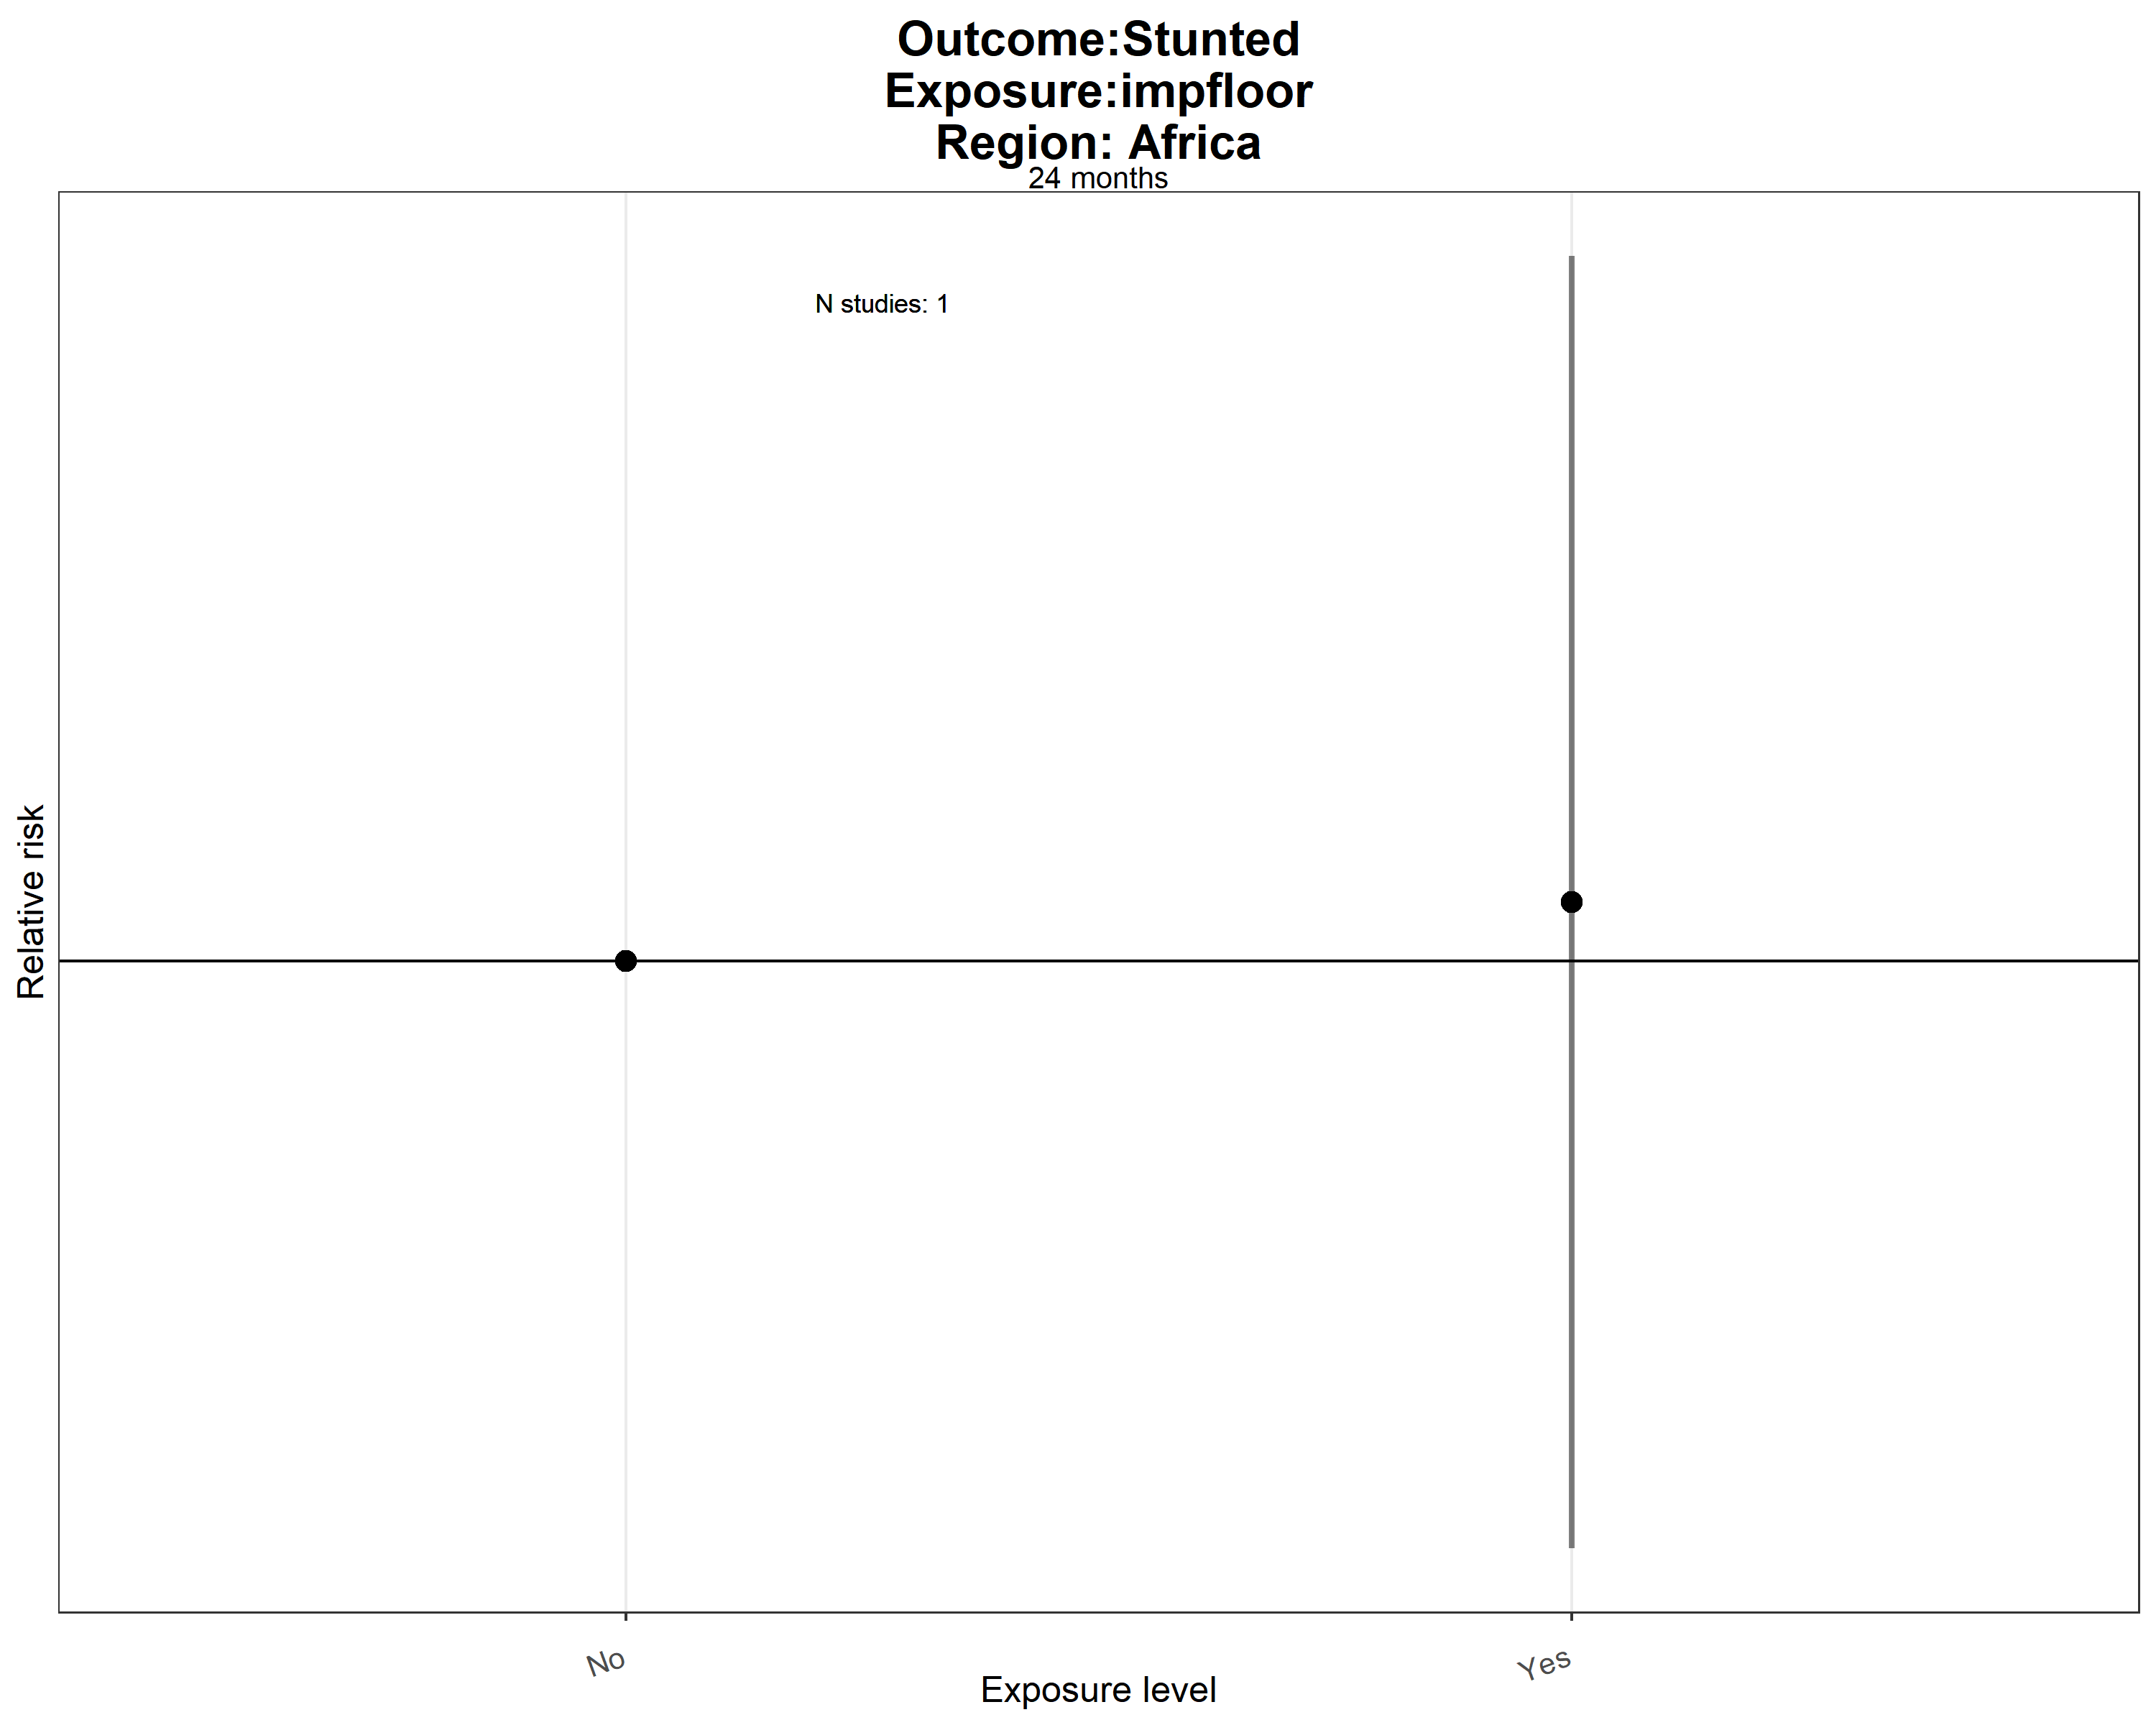 Outcome:Stunted
Exposure:impfloor
Region: Africa
24 months
N studies: 1
Relative risk
No
Yes
Exposure level